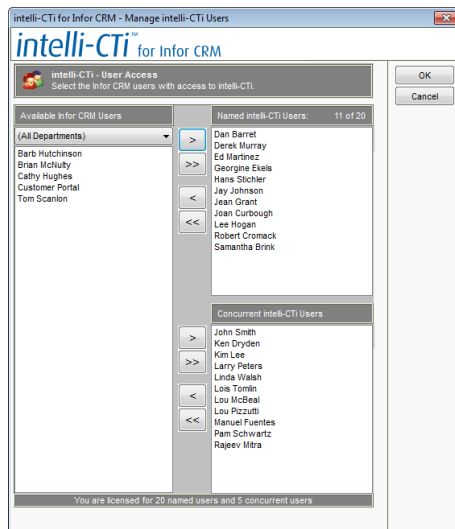 intelli-CTi for Infor CRM - Manage intelli-CTi Users
intelli-CTi™ for Infor CRM
intelli-CTi - User Access
Select the Infor CRM users with access to intelli-CTi.
OK
Cancel
Available Infor CRM Users
(All Departments)
Barb Hutchinson
Brian McNulty
Cathy Hughes
Customer Portal
Tom Scanlon
>
>>
<
<<
Named intelli-CTi Users: 11 of 20
Dan Barret
Derek Murray
Ed Martinez
Georgine Ekels
Hans Stichler
Jay Johnson
Jean Grant
Joan Curbough
Lee Hogan
Robert Cromack
Samantha Brink
>
>>
<
<<
Concurrent intelli-CTi Users
John Smith
Ken Dryden
Kim Lee
Larry Peters
Linda Walsh
Lois Tomlin
Lou McBeal
Lou Pizzutti
Manuel Fuentes
Pam Schwartz
Rajeev Mitra
You are licensed for 20 named users and 5 concurrent users